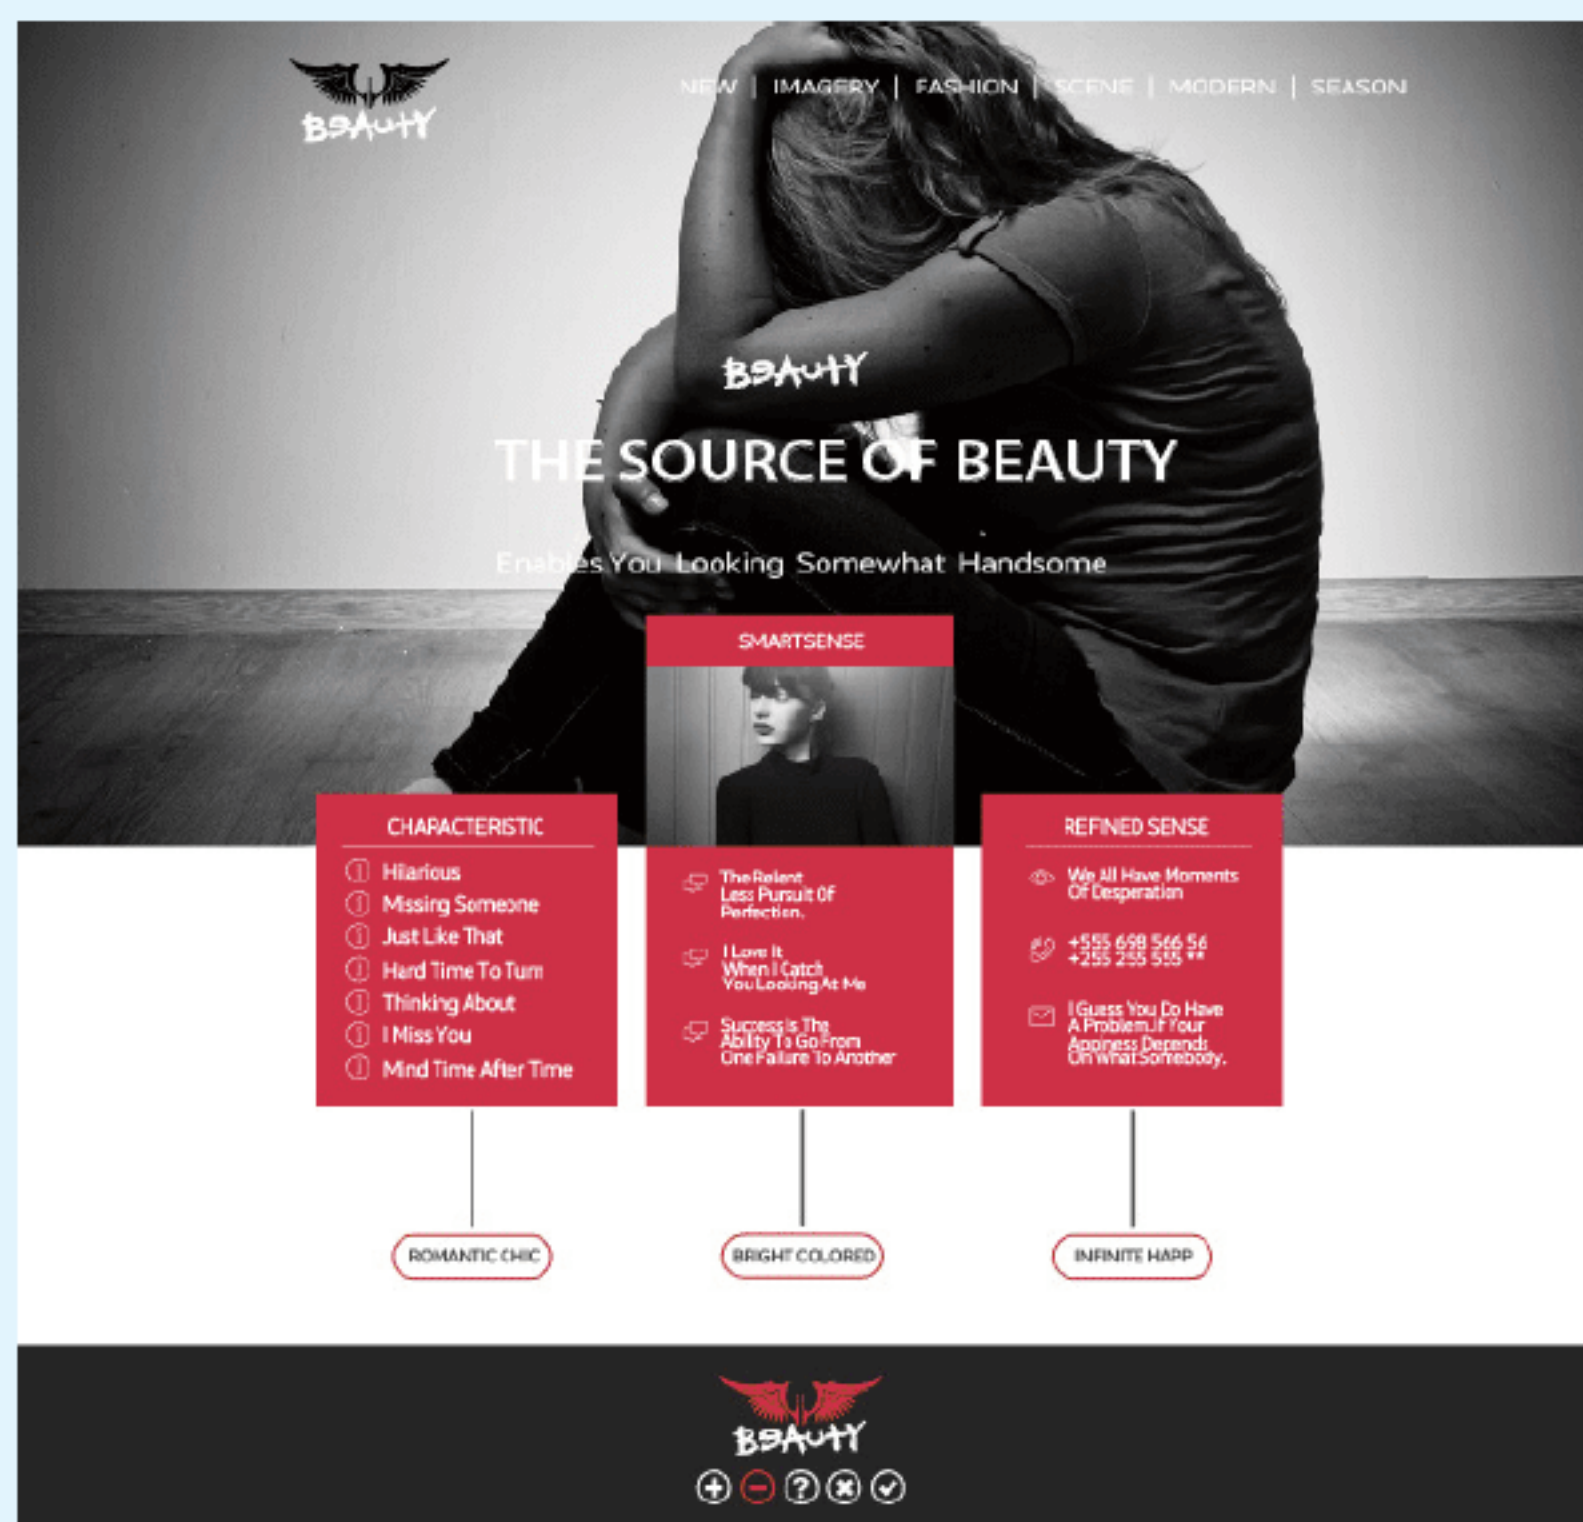 BEAUTY
NEW | IMAGERY | FASHION | SCENE | MODERN | SEASON
BEAUTY
THE SOURCE OF BEAUTY
Enables You Looking Somewhat Handsome
SMARTSENSE
CHARACTERISTIC
Hilarious
Missing Someone
Just Like That
Hard Time To Turn
Thinking About
I Miss You
Mind Time After Time
The Relent
Less Pursuit Of
Perfection.
I Love It
When I Catch
You Looking At Me
Success Is The
Ability To Go From
One Failure To Another
REFINED SENSE
We All Have Moments
Of Desperation
+555 698 566 56
+255 255 555 **
I Guess You Do Have
A Problem.If Your
Appiness Depends
On What Somebody.
ROMANTIC CHIC
BRIGHT COLORED
INFINITE HAPP
BEAUTY